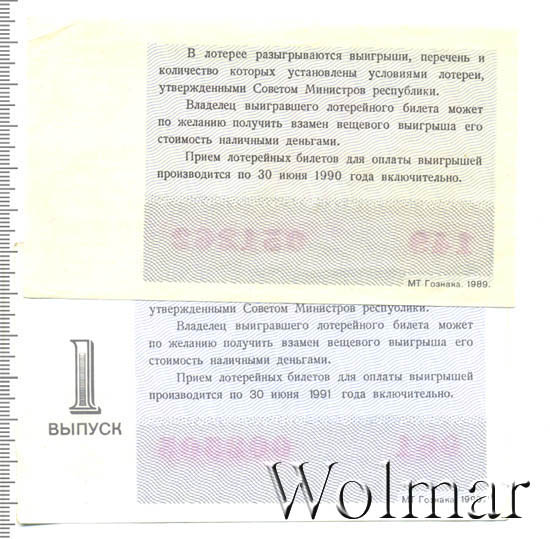 В лотерее разыгрываются выигрыши, перечень и
количество которых установлены условиями лотереи,
утвержденными Советом Министров республики.
Владелец выигравшего лотерейного билета может
по желанию получить взамен вещевого выигрыша его
стоимость наличными деньгами.
Прием лотерейных билетов для оплаты выигрышей
производится по 30 июня 1990 года включительно.
МТ Гознака. 1989.
утвержденными Советом Министров республики.
Владелец выигравшего лотерейного билета может
по желанию получить взамен вещевого выигрыша его
стоимость наличными деньгами.
Прием лотерейных билетов для оплаты выигрышей
производится по 30 июня 1991 года включительно.
1
ВЫПУСК
МТ Гознака.
Wolmar